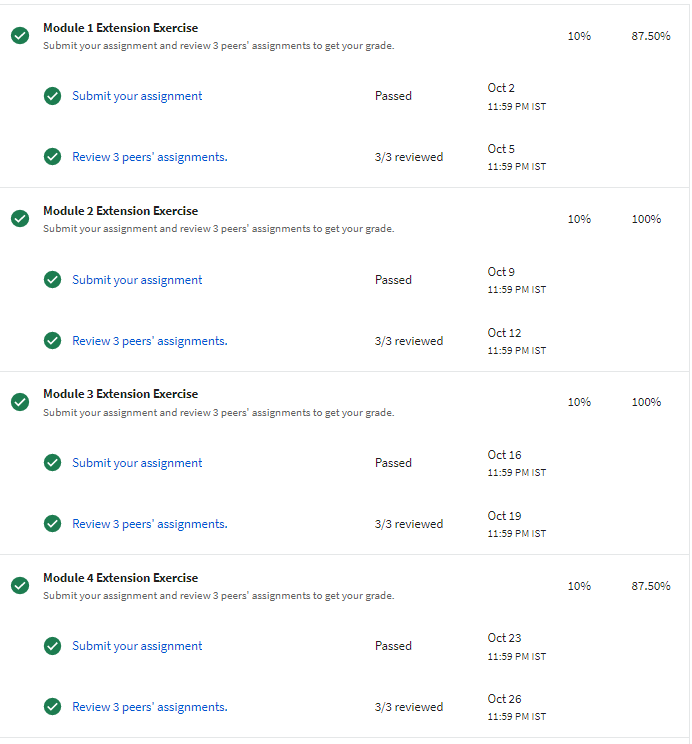 Module 1 Extension Exercise
Submit your assignment and review 3 peers' assignments to get your grade.
10%
87.50%
Submit your assignment
Passed
Oct 2
11:59 PM IST
Review 3 peers' assignments.
3/3 reviewed
Oct 5
11:59 PM IST
Module 2 Extension Exercise
Submit your assignment and review 3 peers' assignments to get your grade.
10%
100%
Submit your assignment
Passed
Oct 9
11:59 PM IST
Review 3 peers' assignments.
3/3 reviewed
Oct 12
11:59 PM IST
Module 3 Extension Exercise
Submit your assignment and review 3 peers' assignments to get your grade.
10%
100%
Submit your assignment
Passed
Oct 16
11:59 PM IST
Review 3 peers' assignments.
3/3 reviewed
Oct 19
11:59 PM IST
Module 4 Extension Exercise
Submit your assignment and review 3 peers' assignments to get your grade.
10%
87.50%
Submit your assignment
Passed
Oct 23
11:59 PM IST
Review 3 peers' assignments.
3/3 reviewed
Oct 26
11:59 PM IST